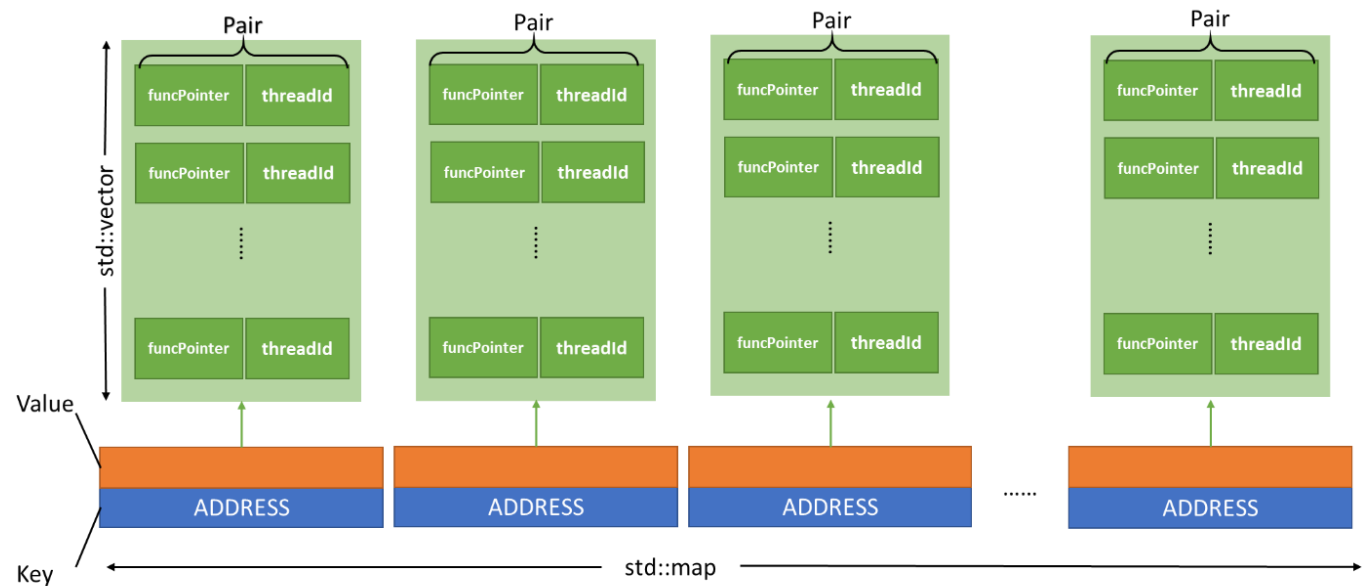 Pair Pair Pair Pair
funcPointer threadId funcPointer threadId funcPointer threadId funcPointer threadId
funcPointer threadId funcPointer threadId funcPointer threadId funcPointer threadId
std::vector
...... ...... ...... ......
funcPointer threadId funcPointer threadId funcPointer threadId funcPointer threadId
Value
ADDRESS ADDRESS ADDRESS ...... ADDRESS
Key
std::map